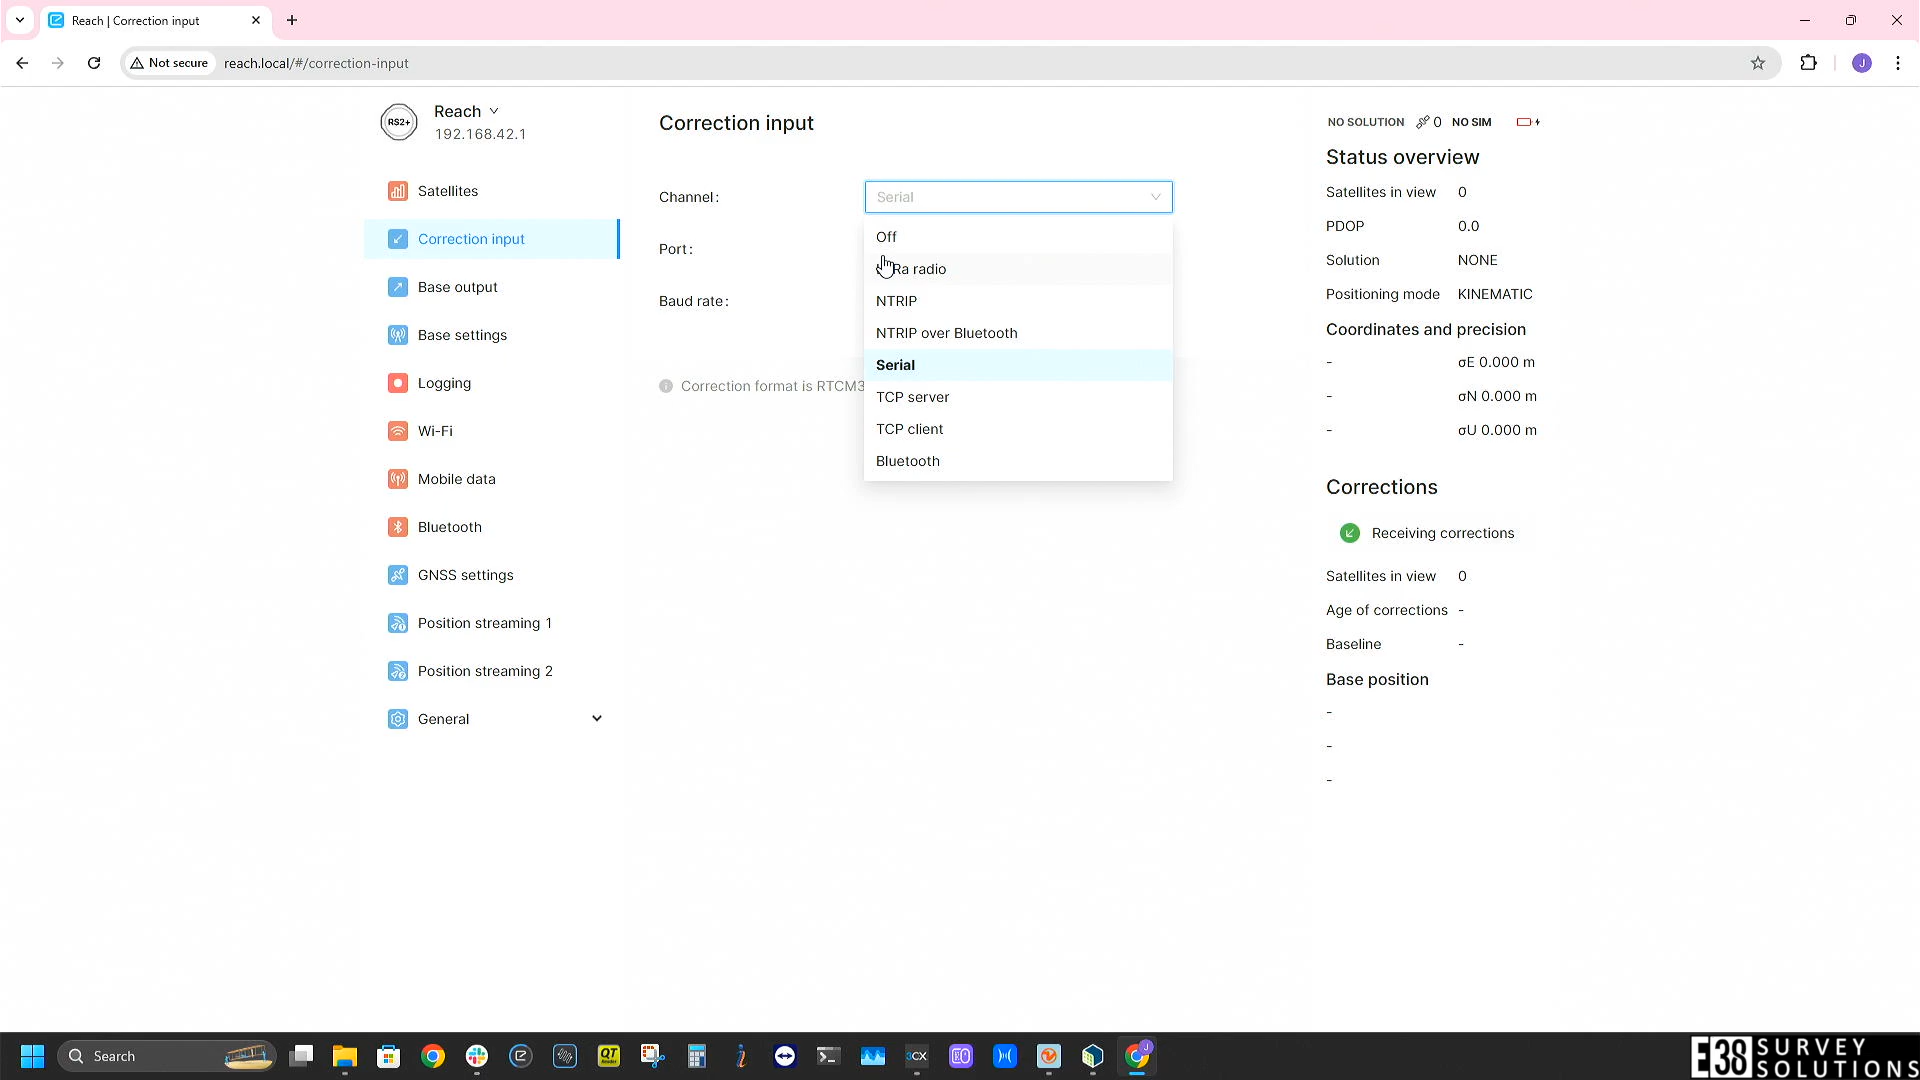 Reach | Correction input
Not secure
reach.local/#/correction-input
J
RS2+
Reach
192.168.42.1
Satellites
Correction input
Base output
Base settings
Logging
Wi-Fi
Mobile data
Bluetooth
GNSS settings
Position streaming 1
Position streaming 2
General
Correction input
Channel:
Serial
Port:
Baud rate:
Correction format is RTCM3
Off
Ra radio
NTRIP
NTRIP over Bluetooth
Serial
TCP server
TCP client
Bluetooth
NO SOLUTION 0 NO SIM
Status overview
Satellites in view 0
PDOP 0.0
Solution NONE
Positioning mode KINEMATIC
Coordinates and precision
- σE 0.000 m
- σN 0.000 m
- σU 0.000 m
Corrections
Receiving corrections
Satellites in view 0
Age of corrections -
Baseline -
Base position
-
-
-
Search
QT
3CX
J
E38 SURVEY
SOLUTIONS